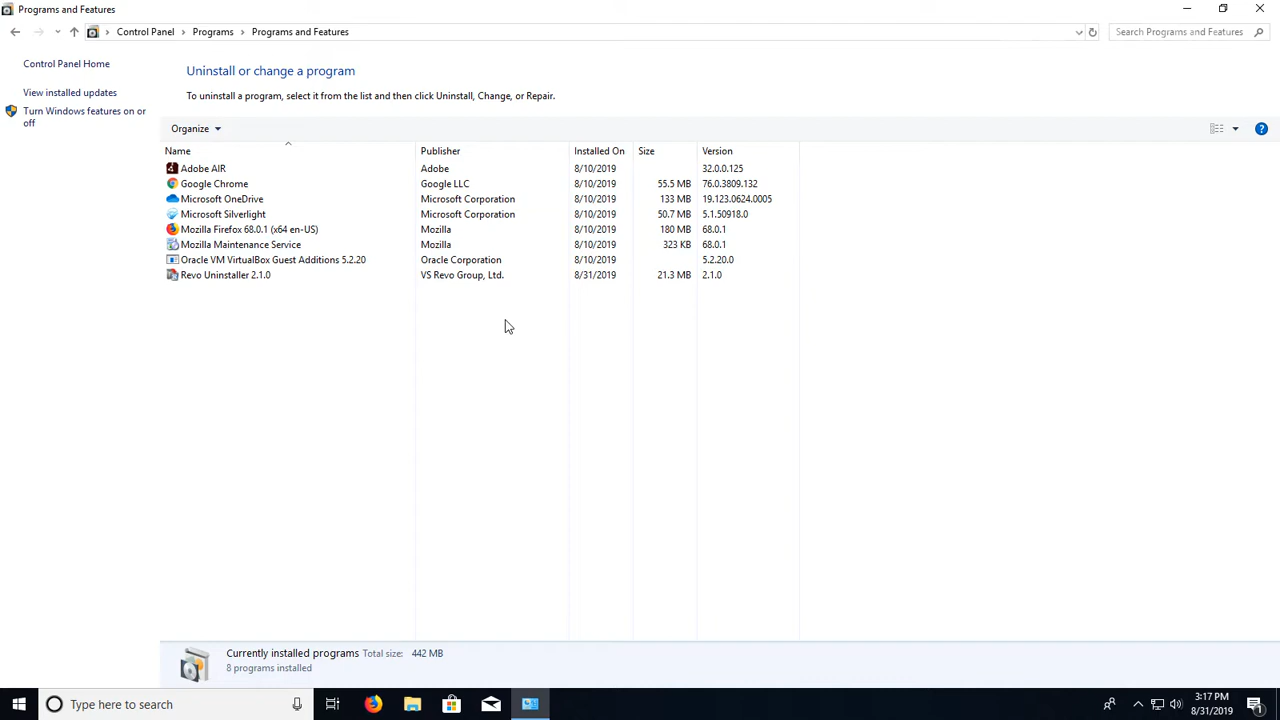 Programs and Features
Control Panel > Programs > Programs and Features
Search Programs and Features
Control Panel Home
View installed updates
Turn Windows features on or
off
Uninstall or change a program
To uninstall a program, select it from the list and then click Uninstall, Change, or Repair.
Organize
Name Publisher Installed On Size Version
Adobe AIR Adobe 8/10/2019 32.0.0.125
Google Chrome Google LLC 8/10/2019 55.5 MB 76.0.3809.132
Microsoft OneDrive Microsoft Corporation 8/10/2019 133 MB 19.123.0624.0005
Microsoft Silverlight Microsoft Corporation 8/10/2019 50.7 MB 5.1.50918.0
Mozilla Firefox 68.0.1 (x64 en-US) Mozilla 8/10/2019 180 MB 68.0.1
Mozilla Maintenance Service Mozilla 8/10/2019 323 KB 68.0.1
Oracle VM VirtualBox Guest Additions 5.2.20 Oracle Corporation 8/10/2019 5.2.20.0
Revo Uninstaller 2.1.0 VS Revo Group, Ltd. 8/31/2019 21.3 MB 2.1.0
Currently installed programs Total size: 442 MB
8 programs installed
Type here to search
3:17 PM
8/31/2019
1